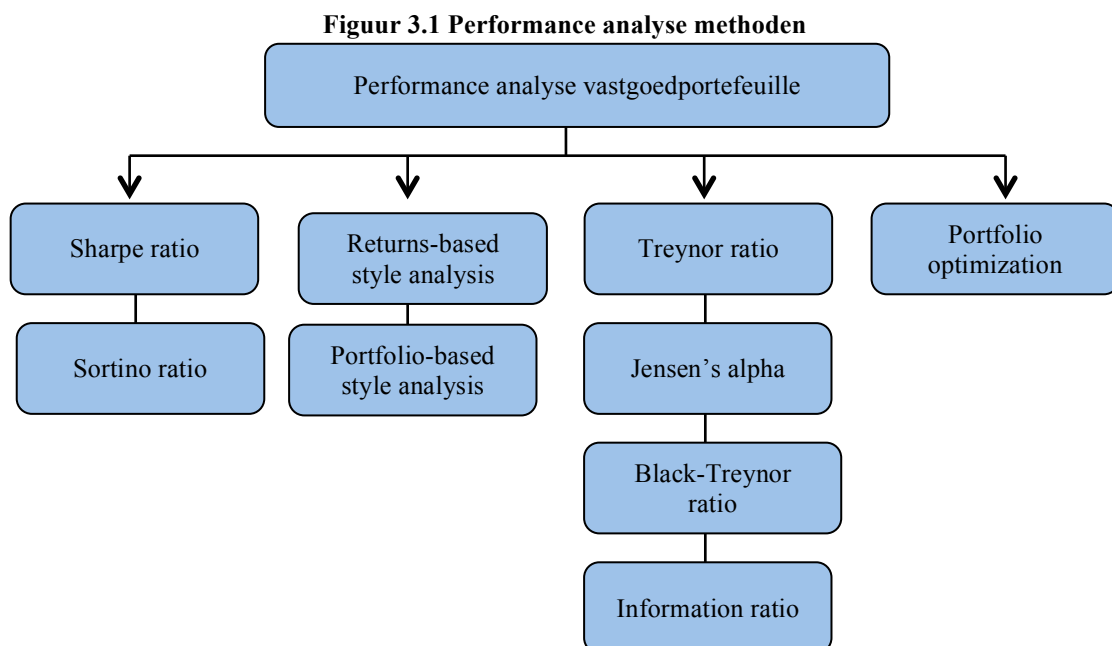 Figuur 3.1 Performance analyse methoden
Performance analyse vastgoedportefeuille
Sharpe ratio
Sortino ratio
Returns-based
style analysis
Portfolio-based
style analysis
Treynor ratio
Jensen’s alpha
Black-Treynor
ratio
Information ratio
Portfolio
optimization